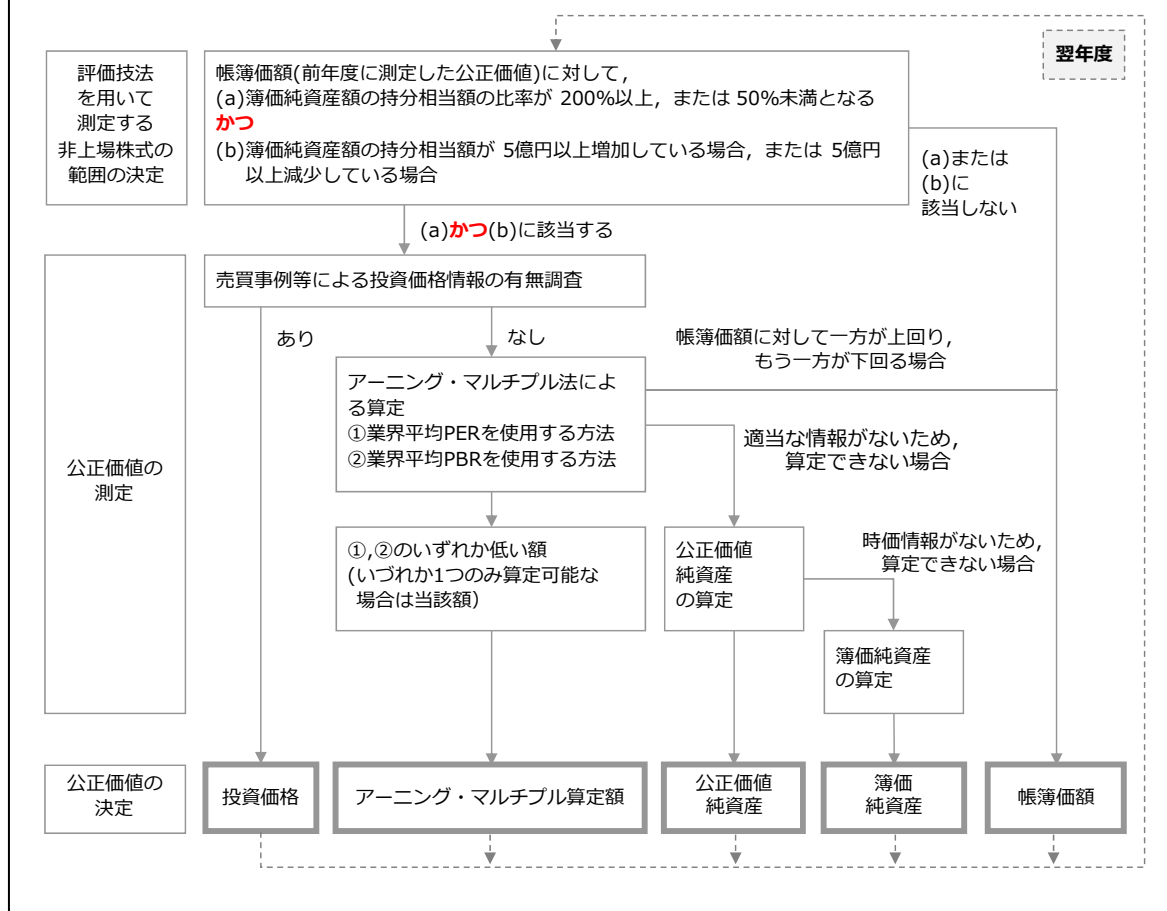 翌年度
評価技法
を用いて
測定する
非上場株式の
範囲の決定
帳簿価額(前年度に測定した公正価値)に対して,
(a)簿価純資産額の持分相当額の比率が 200%以上, または 50%未満となる
かつ
(b)簿価純資産額の持分相当額が 5億円以上増加している場合, または 5億円
以上減少している場合
(a)または
(b)に
該当しない
(a)かつ(b)に該当する
公正価値の
測定
売買事例等による投資価格情報の有無調査
あり
なし
帳簿価額に対して一方が上回り,
もう一方が下回る場合
アーニング・マルチプル法によ
る算定
①業界平均PERを使用する方法
②業界平均PBRを使用する方法
適当な情報がないため,
算定できない場合
①,②のいずれか低い額
(いづれか1つのみ算定可能な
場合は当該額)
公正価値
純資産
の算定
時価情報がないため,
算定できない場合
簿価純資産
の算定
公正価値の
決定
投資価格
アーニング・マルチプル算定額
公正価値
純資産
簿価
純資産
帳簿価額